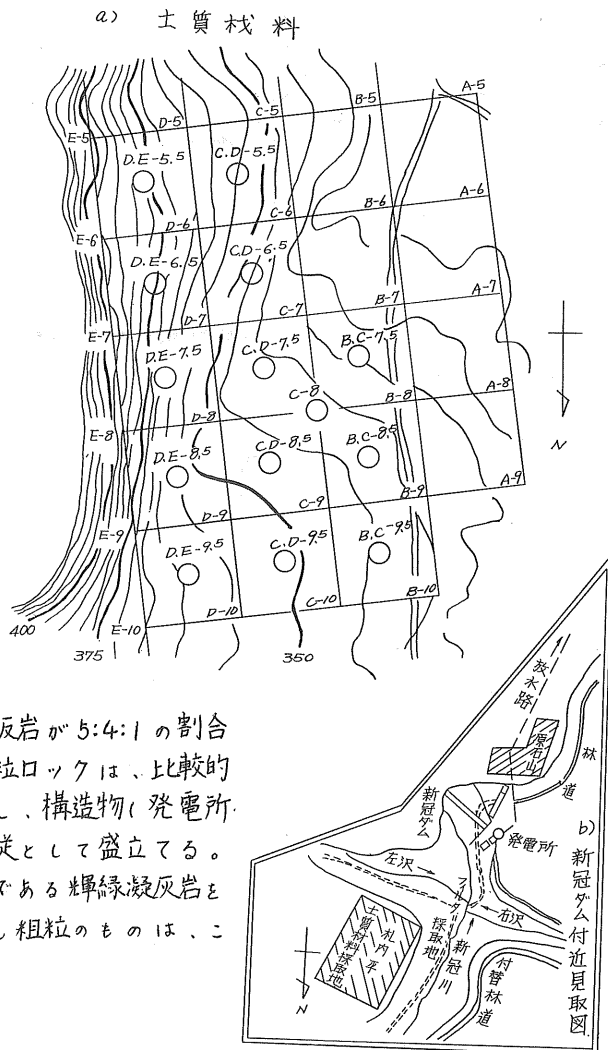 a) 土質材料
A-5
B-5
C-5
D-5
E-5
D.E-5.5
C.D-5.5
A-6
B-6
C-6
D-6
E-6
D.E-6.5
C.D-6.5
A-7
B-7
C-7
D-7
E-7
D.E-7.5
C.D-7.5
B.C-7.5
C-8
A-8
B-8
D-8
E-8
D.E-8.5
C.D-8.5
B.C-8.5
A-9
B-9
C-9
D-9
E-9
D.E-9.5
C.D-9.5
B.C-9.5
B-10
C-10
D-10
E-10
400
375
350
N
反岩が5:4:1の割合
粒ロックは、比較的
し、構造物(発電所
従として盛立てる。
である輝緑凝灰岩を
し粗粒のものは、こ
放水路
原石山
林道
新冠ダム
発電所
左沢
右沢
フィルター採取地
新冠川
札内平
土質材料採取地
付替林道
N
b) 新冠ダム付近見取図